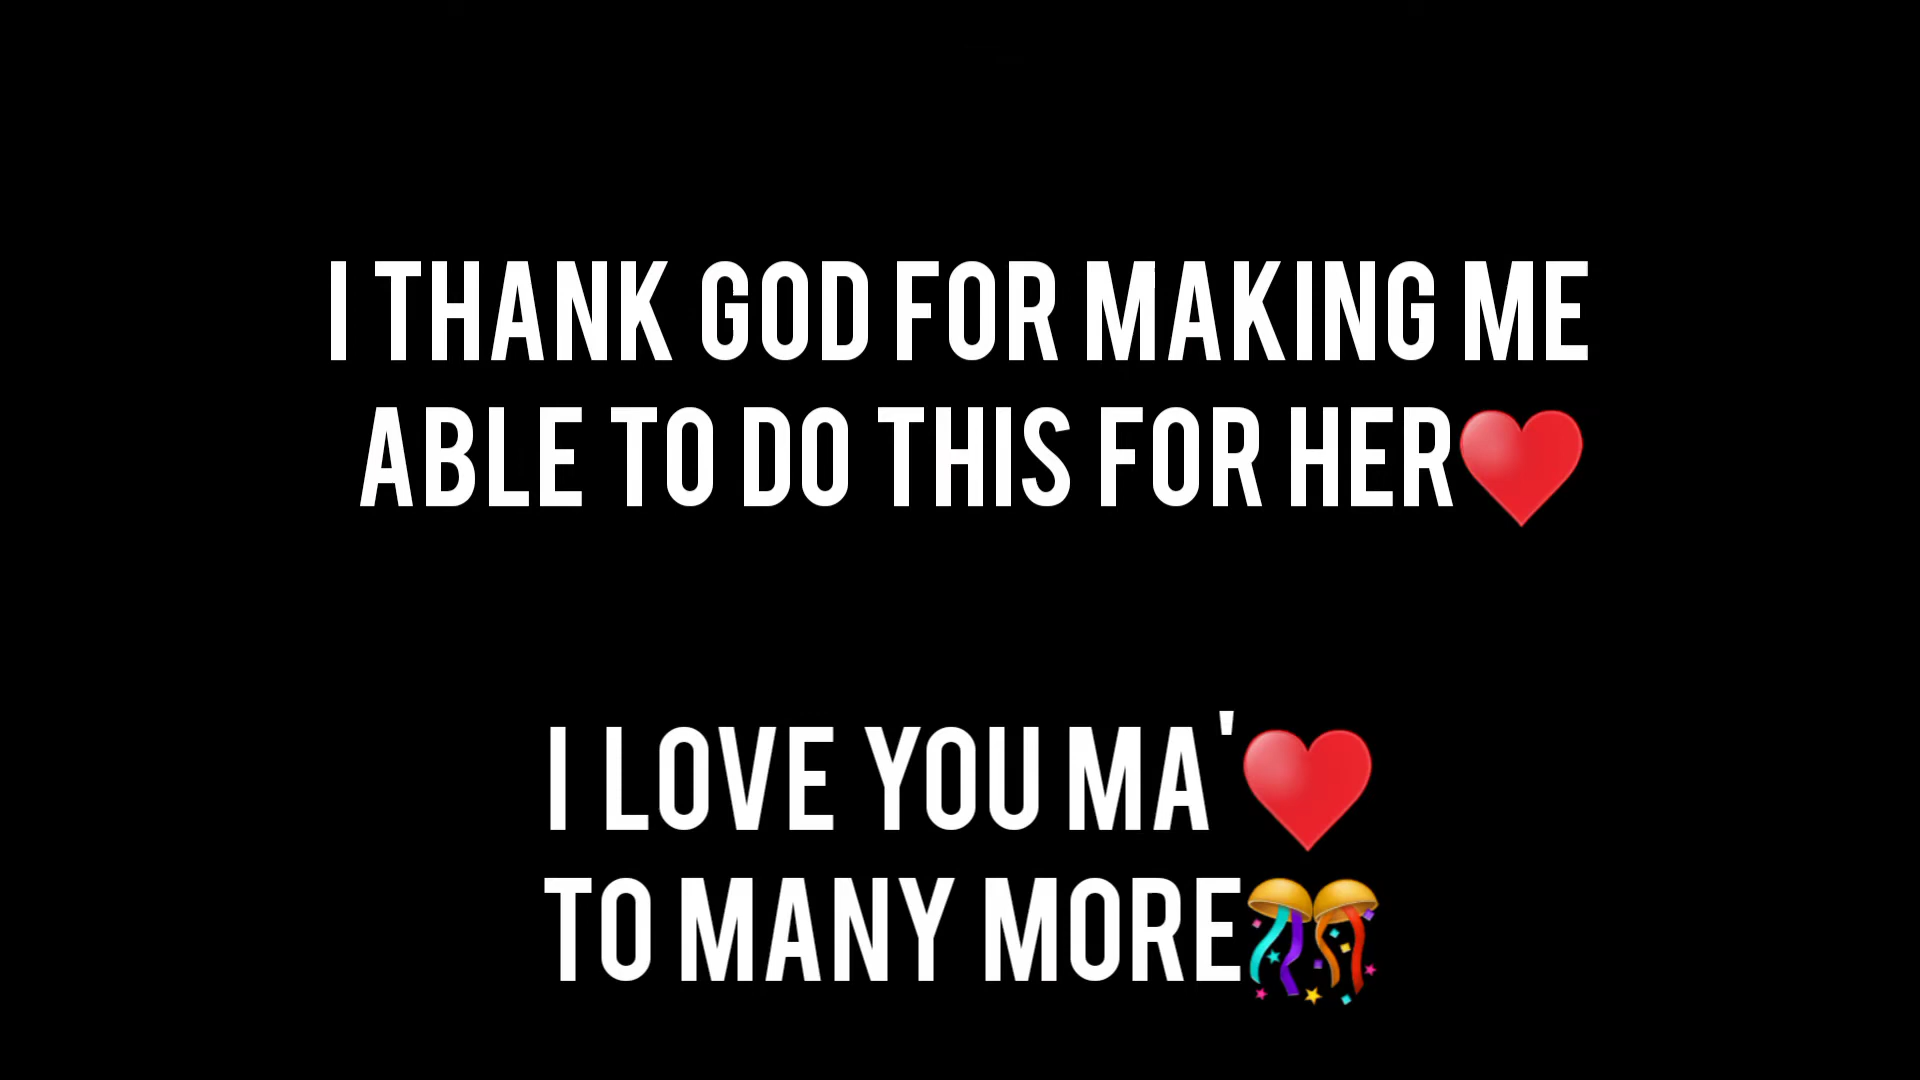 I THANK GOD FOR MAKING ME
ABLE TO DO THIS FOR HER♥️
I LOVE YOU MA'♥️
TO MANY MORE🎊